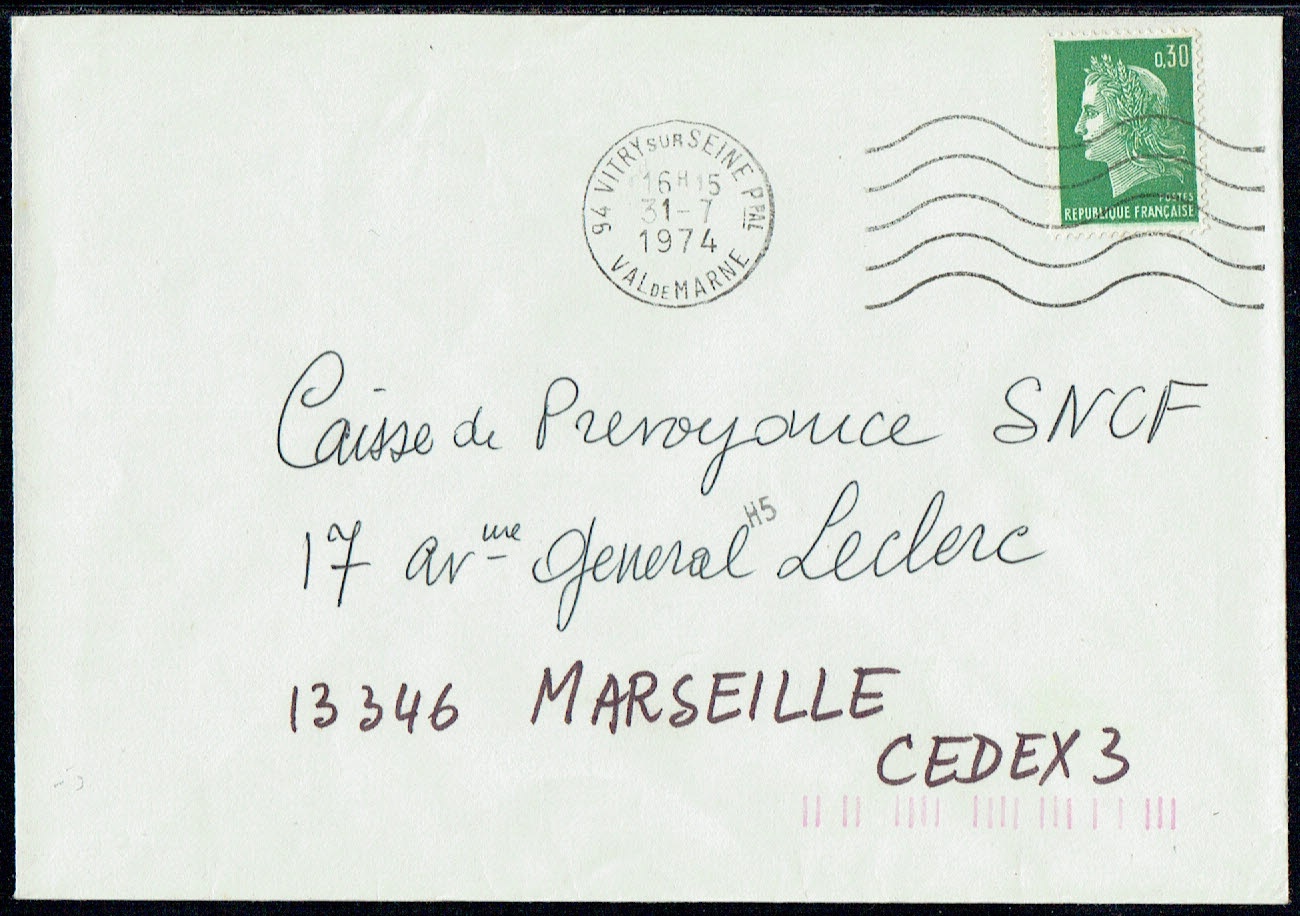 0,30
POSTES
REPUBLIQUE FRANÇAISE
94 VITRY SUR SEINE PPAL
16H15
31-7
1974
VAL DE MARNE
Caisse de Prevoyance SNCF
17 avnue General Leclerc
H5
13346 MARSEILLE
CEDEX 3